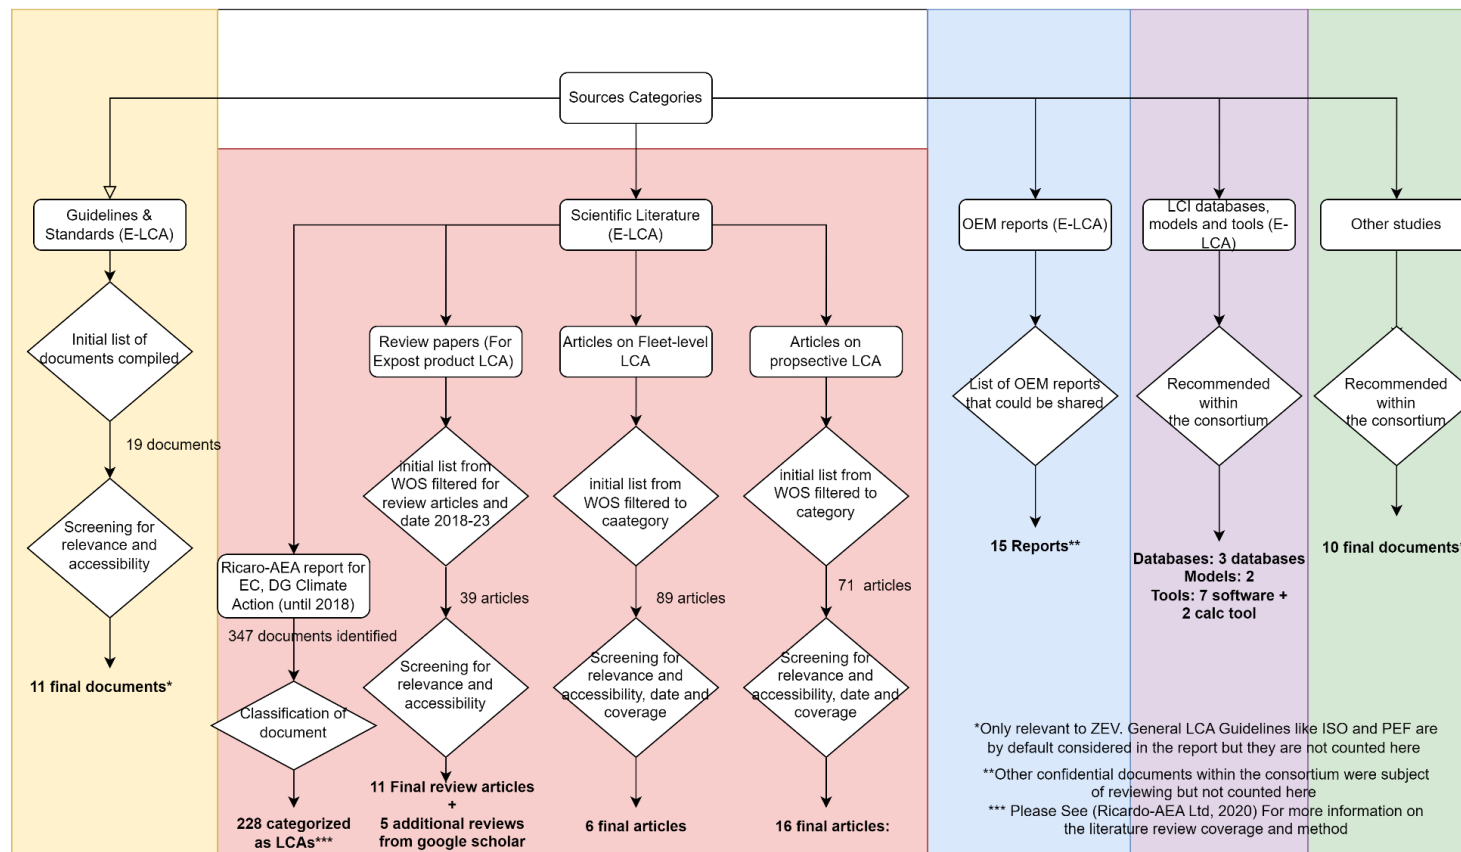 Sources Categories
Guidelines &
Standards (E-LCA)
Initial list of
documents compiled
19 documents
Screening for
relevance and
accessibility
11 final documents*
Scientific Literature
(E-LCA)
Ricaro-AEA report for
EC, DG Climate
Action (until 2018)
347 documents identified
Classification of
document
228 categorized
as LCAs***
Review papers (For
Expost product LCA)
initial list from
WOS filtered for
review articles and
date 2018-23
39 articles
Screening for
relevance and
accessibility
11 Final review articles
+
5 additional reviews
from google scholar
Articles on Fleet-level
LCA
initial list from
WOS filtered to
caategory
89 articles
Screening for
relevance and
accessibility, date and
coverage
6 final articles
Articles on
propsective LCA
initial list from
WOS filtered to
category
71 articles
Screening for
relevance and
accessibility, date and
coverage
16 final articles:
OEM reports (E-LCA)
List of OEM reports
that could be shared
15 Reports**
LCI databases,
models and tools (E-
LCA)
Recommended
within
the consortium
Databases: 3 databases
Models: 2
Tools: 7 software +
2 calc tool
Other studies
Recommended
within
the consortium
10 final documents*
*Only relevant to ZEV. General LCA Guidelines like ISO and PEF are
by default considered in the report but they are not counted here
**Other confidential documents within the consortium were subject
of reviewing but not counted here
*** Please See (Ricardo-AEA Ltd, 2020) For more information on
the literature review coverage and method